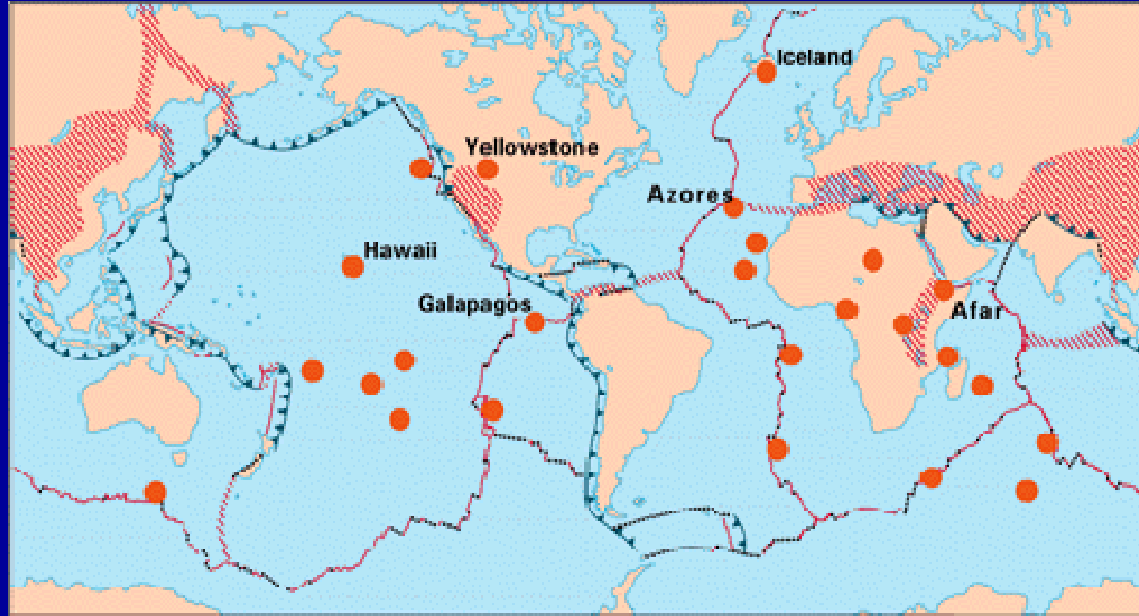 Iceland
Yellowstone
Azores
Hawaii
Galapagos
Afar